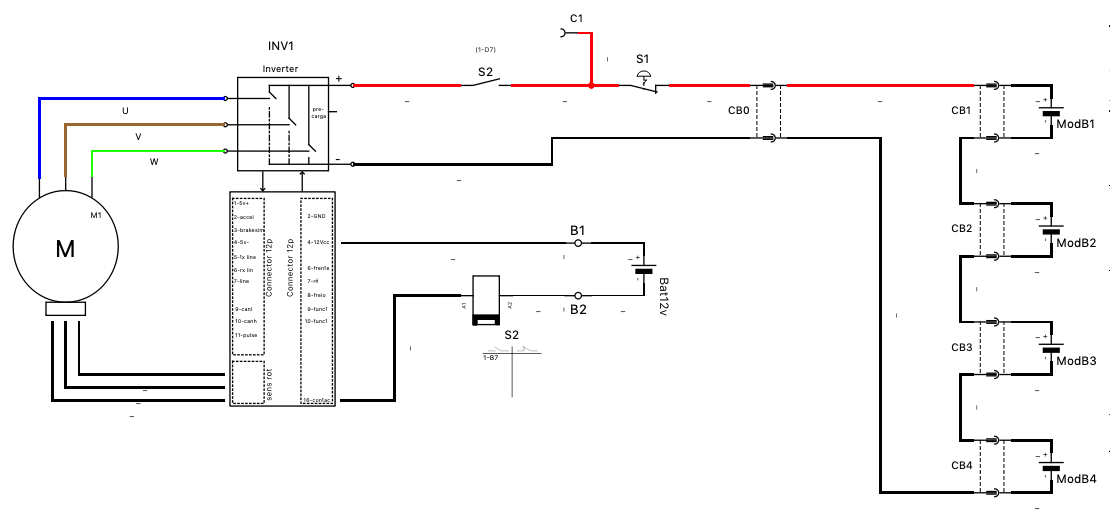 C1
INV1
(1-D7)
S2
S1
Inverter
+
pre-
carga
-
CB0
CB1
ModB1
U
V
W
M1
M
1-5v+
2-accel
3-brakesim
4-5v-
5-tx line
6-rx lin
7-line
9-canl
10-canh
11-pulse
Connector 12p
Connector 12p
2-GND
4-12Vcc
6-frente
7-rit
8-freio
9-func1
10-func1
16-contac
sens rot
B1
B2
Bat12v
A1
A2
S2
1-B7
CB2
ModB2
CB3
ModB3
CB4
ModB4